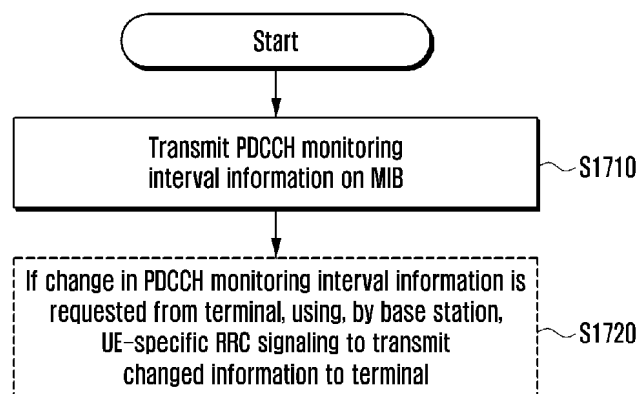 Start
Transmit PDCCH monitoring
interval information on MIB
S1710
If change in PDCCH monitoring interval information is
requested from terminal, using, by base station,
UE-specific RRC signaling to transmit
changed information to terminal
S1720